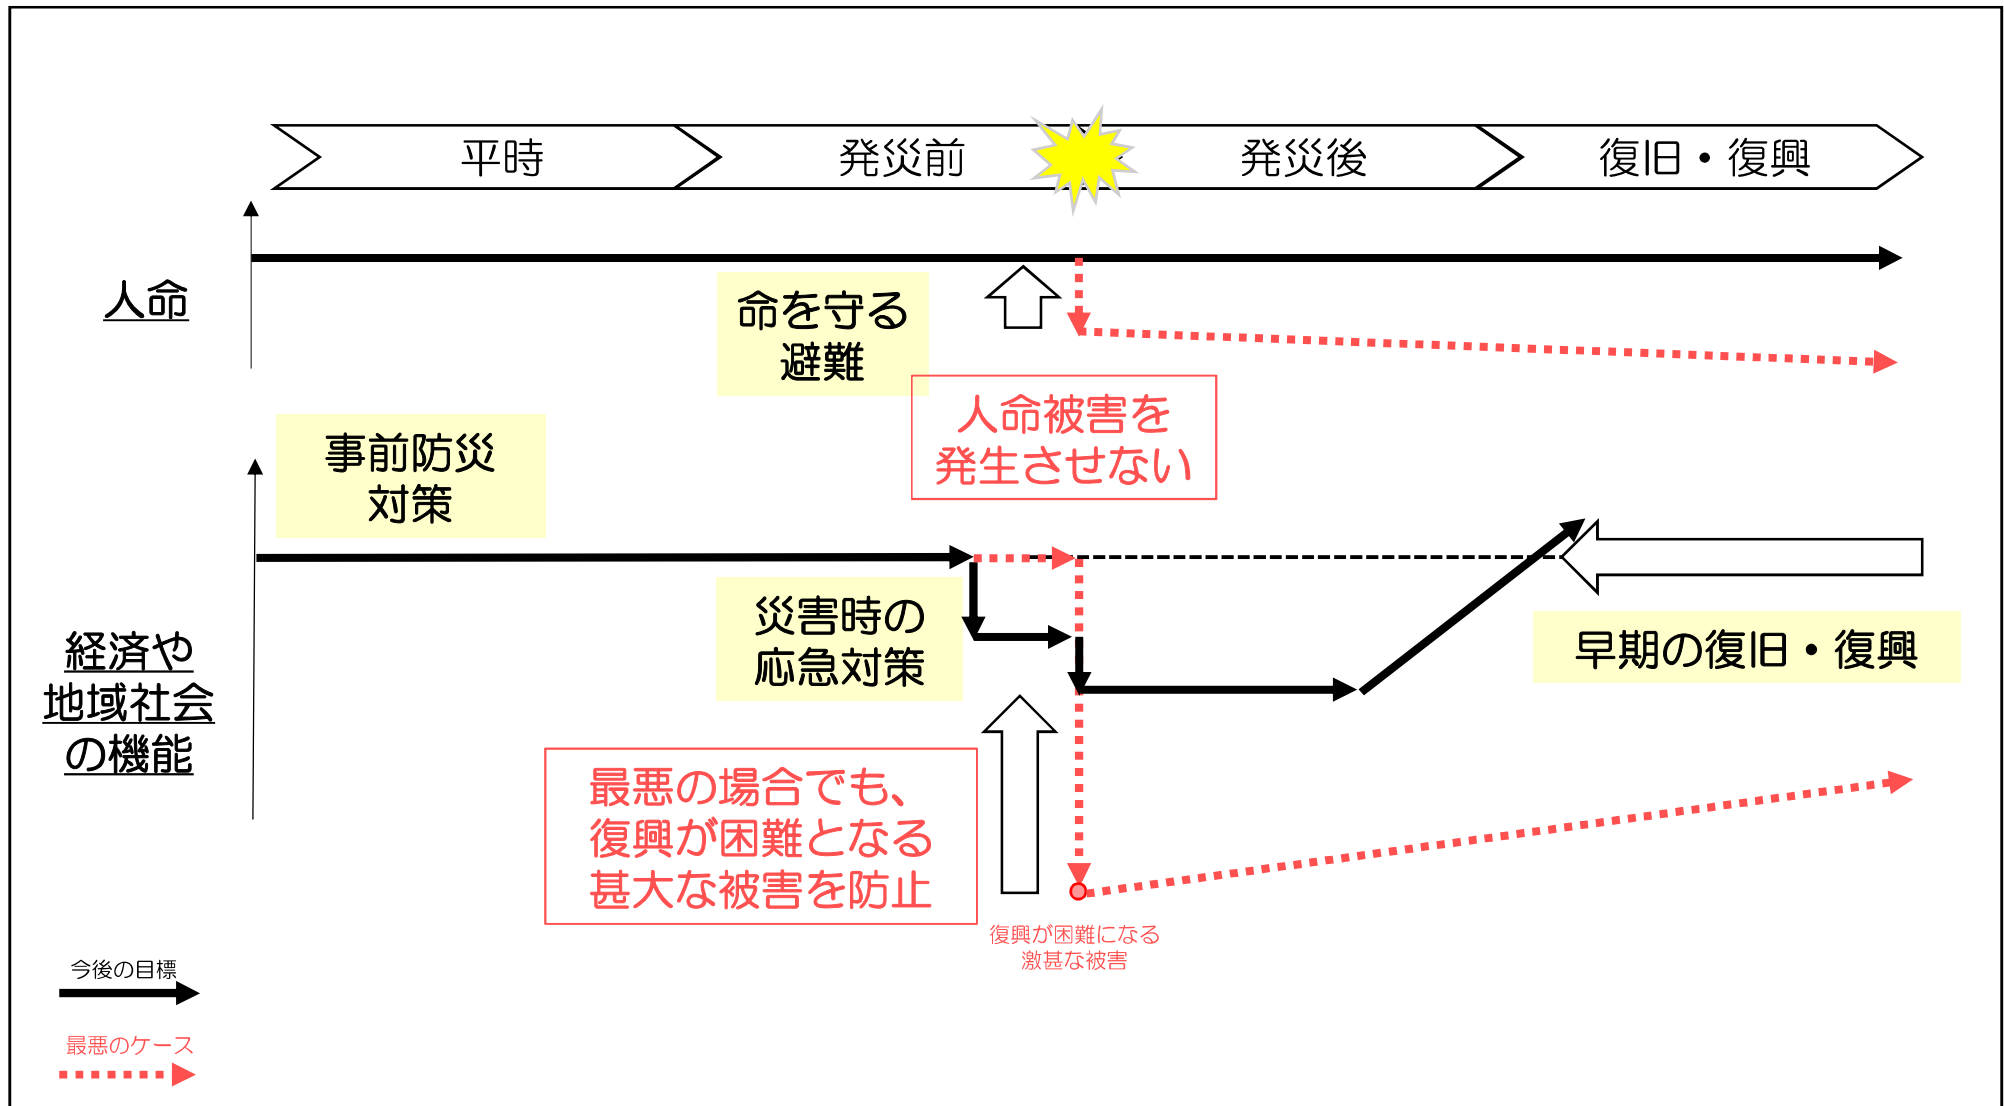 平時
発災前
発災後
復旧・復興
人命
命を守る
避難
人命被害を
発生させない
事前防災
対策
経済や
地域社会
の機能
災害時の
応急対策
早期の復旧・復興
最悪の場合でも、
復興が困難となる
甚大な被害を防止
復興が困難になる
激甚な被害
今後の目標
最悪のケース